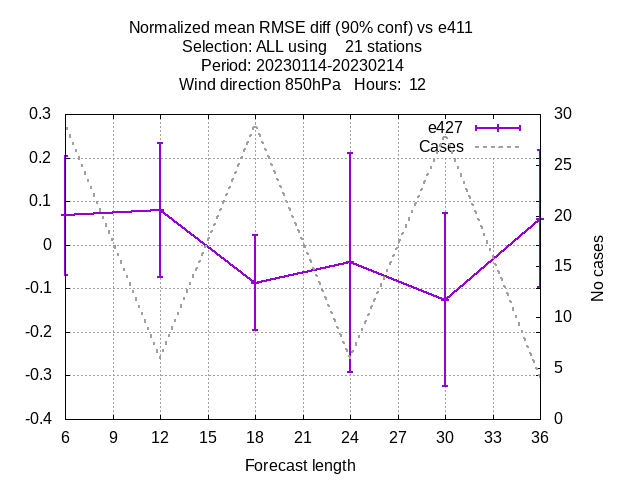 Normalized mean RMSE diff (90% conf) vs e411
Selection: ALL using    21 stations
Period: 20230114-20230214
Wind direction 850hPa   Hours:  12
0.3
0.2
0.1
0
-0.1
-0.2
-0.3
-0.4
30
25
20
15
10
5
0
e427
Cases
No cases
6 9 12 15 18 21 24 27 30 33 36
Forecast length